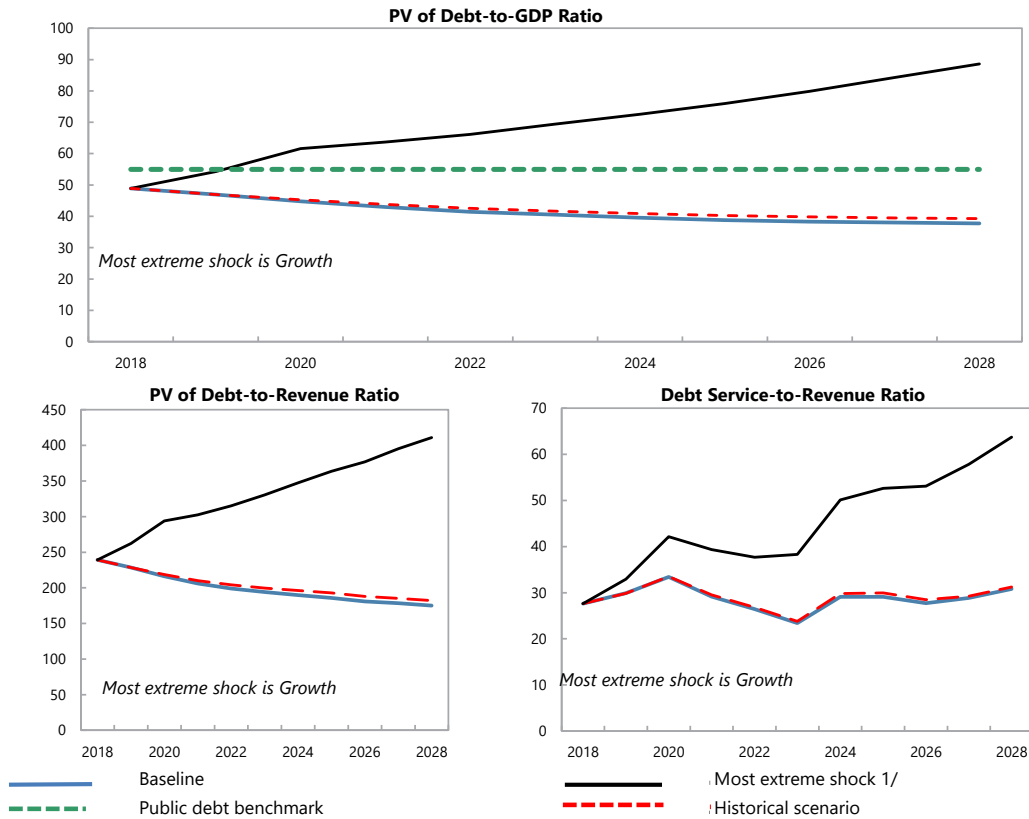 PV of Debt-to-GDP Ratio
100
90
80
70
60
50
40
30
20
10
0
Most extreme shock is Growth
2018 2020 2022 2024 2026 2028
PV of Debt-to-Revenue Ratio
450
400
350
300
250
200
150
100
50
0
Most extreme shock is Growth
2018 2020 2022 2024 2026 2028
Debt Service-to-Revenue Ratio
70
60
50
40
30
20
10
0
Most extreme shock is Growth
2018 2020 2022 2024 2026 2028
Baseline
Most extreme shock 1/
Public debt benchmark
Historical scenario